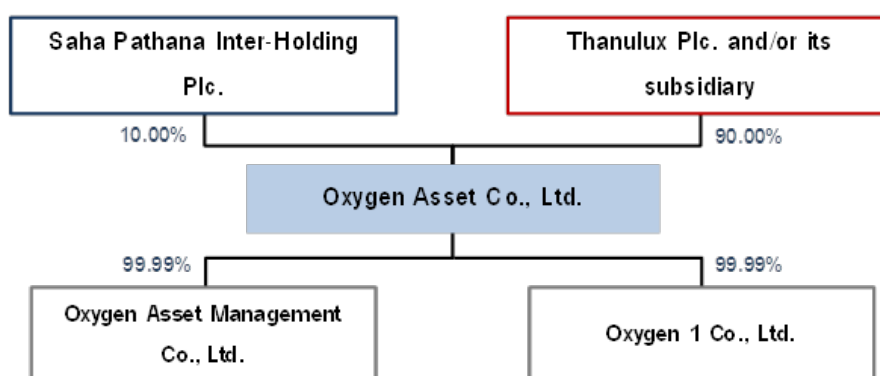 Saha Pathana Inter-Holding
Plc.
Thanulux Plc. and/or its
subsidiary
10.00%
90.00%
Oxygen Asset Co., Ltd.
99.99%
99.99%
Oxygen Asset Management
Co., Ltd.
Oxygen 1 Co., Ltd.